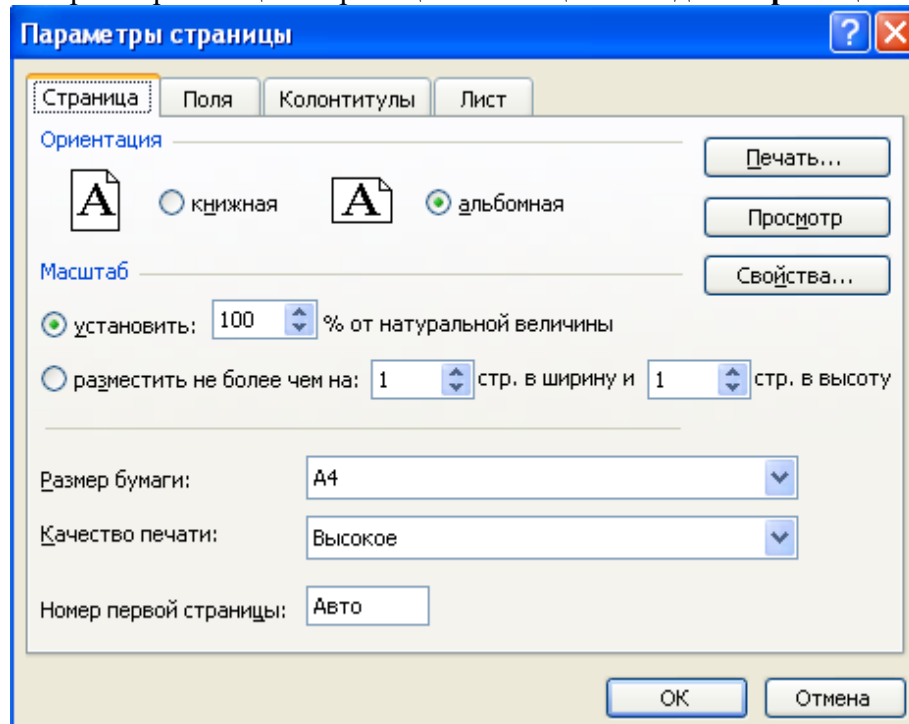 Параметры страницы
Страница Поля Колонтитулы Лист
Ориентация
Печать...
A книжная A альбомная
Просмотр
Масштаб
Свойства...
установить: 100 % от натуральной величины
разместить не более чем на: 1 стр. в ширину и 1 стр. в высоту
Размер бумаги: A4
Качество печати: Высокое
Номер первой страницы: Авто
ОК Отмена